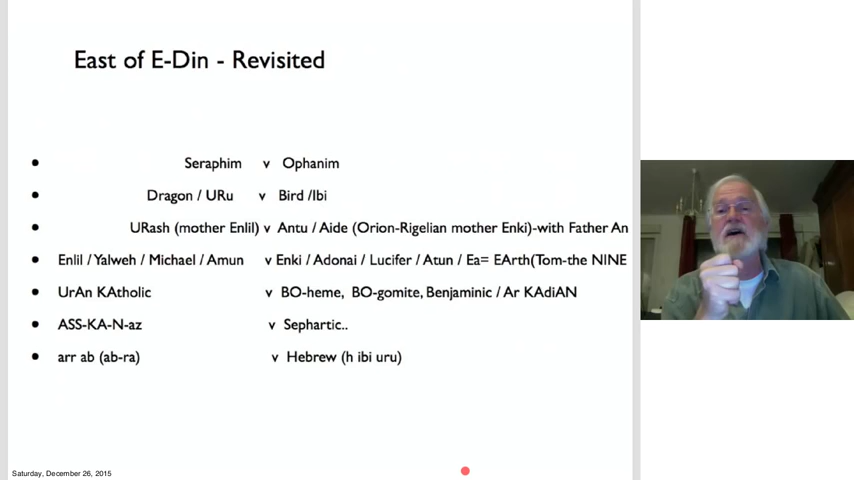 East of E-Din - Revisited
Seraphim v Ophanim
Dragon / URu v Bird /Ibi
URash (mother Enlil) v Antu / Aide (Orion-Rigelian mother Enki)-with Father An
Enlil / Yalweh / Michael / Amun v Enki / Adonai / Lucifer / Atun / Ea= EArth(Tom-the NINE
UrAn KAtholic v BO-heme, BO-gomite, Benjaminic / Ar KAdiAN
ASS-KA-N-az v Sephartic..
arr ab (ab-ra) v Hebrew (h ibi uru)
Saturday, December 26, 2015